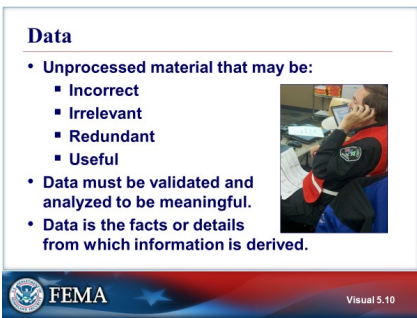 Data
• Unprocessed material that may be:
▪ Incorrect
▪ Irrelevant
▪ Redundant
▪ Useful
• Data must be validated and
analyzed to be meaningful.
• Data is the facts or details
from which information is derived.
FEMA
Visual 5.10